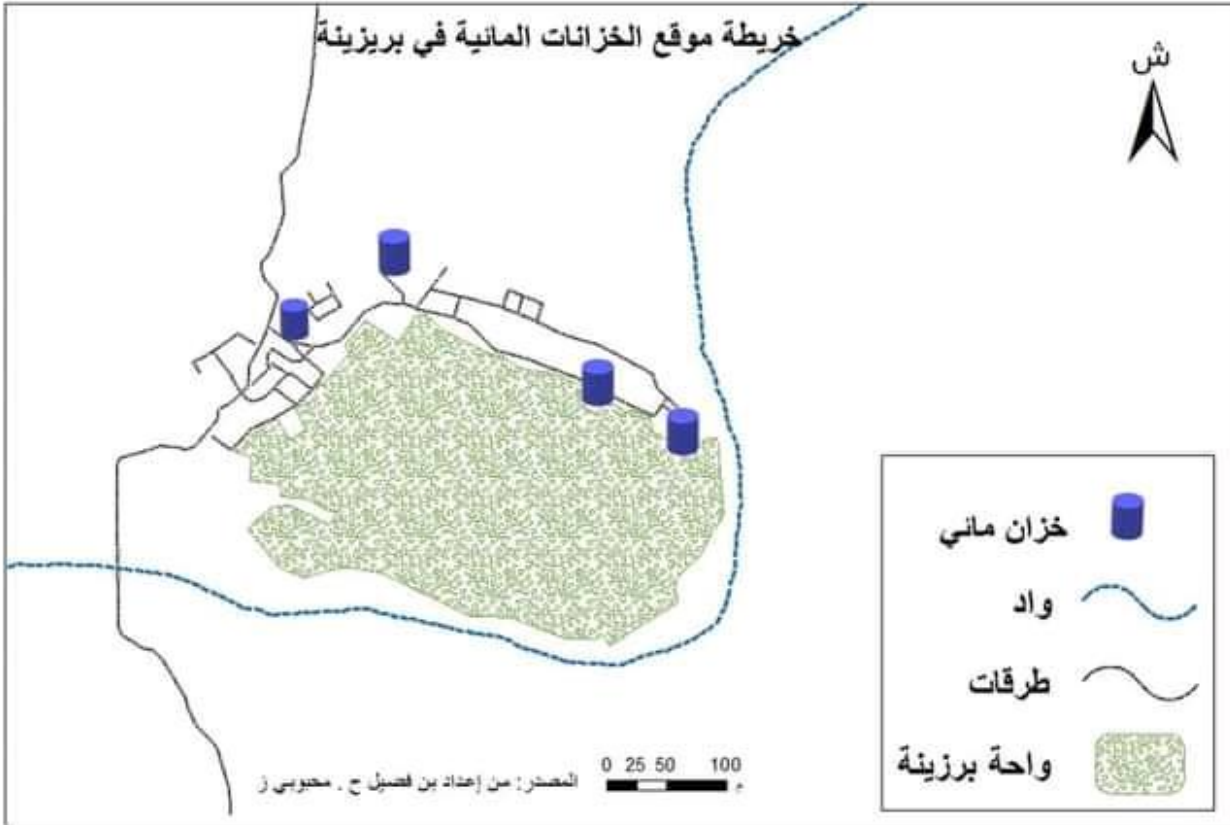 خريطة موقع الخزانات المائية في بريزينة
ش
خزان مائي
واد
طرقات
واحة برزينة
0 25 50 100
م
المصدر: من إعداد بن فضيل ح . محبوبي ز